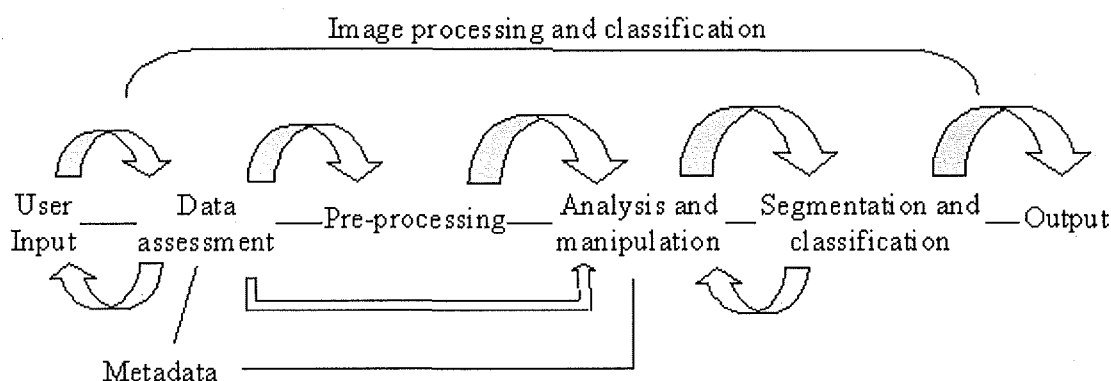 Image processing and classification
User Input
Data assessment
Pre-processing
Analysis and manipulation
Segmentation and classification
Output
Metadata